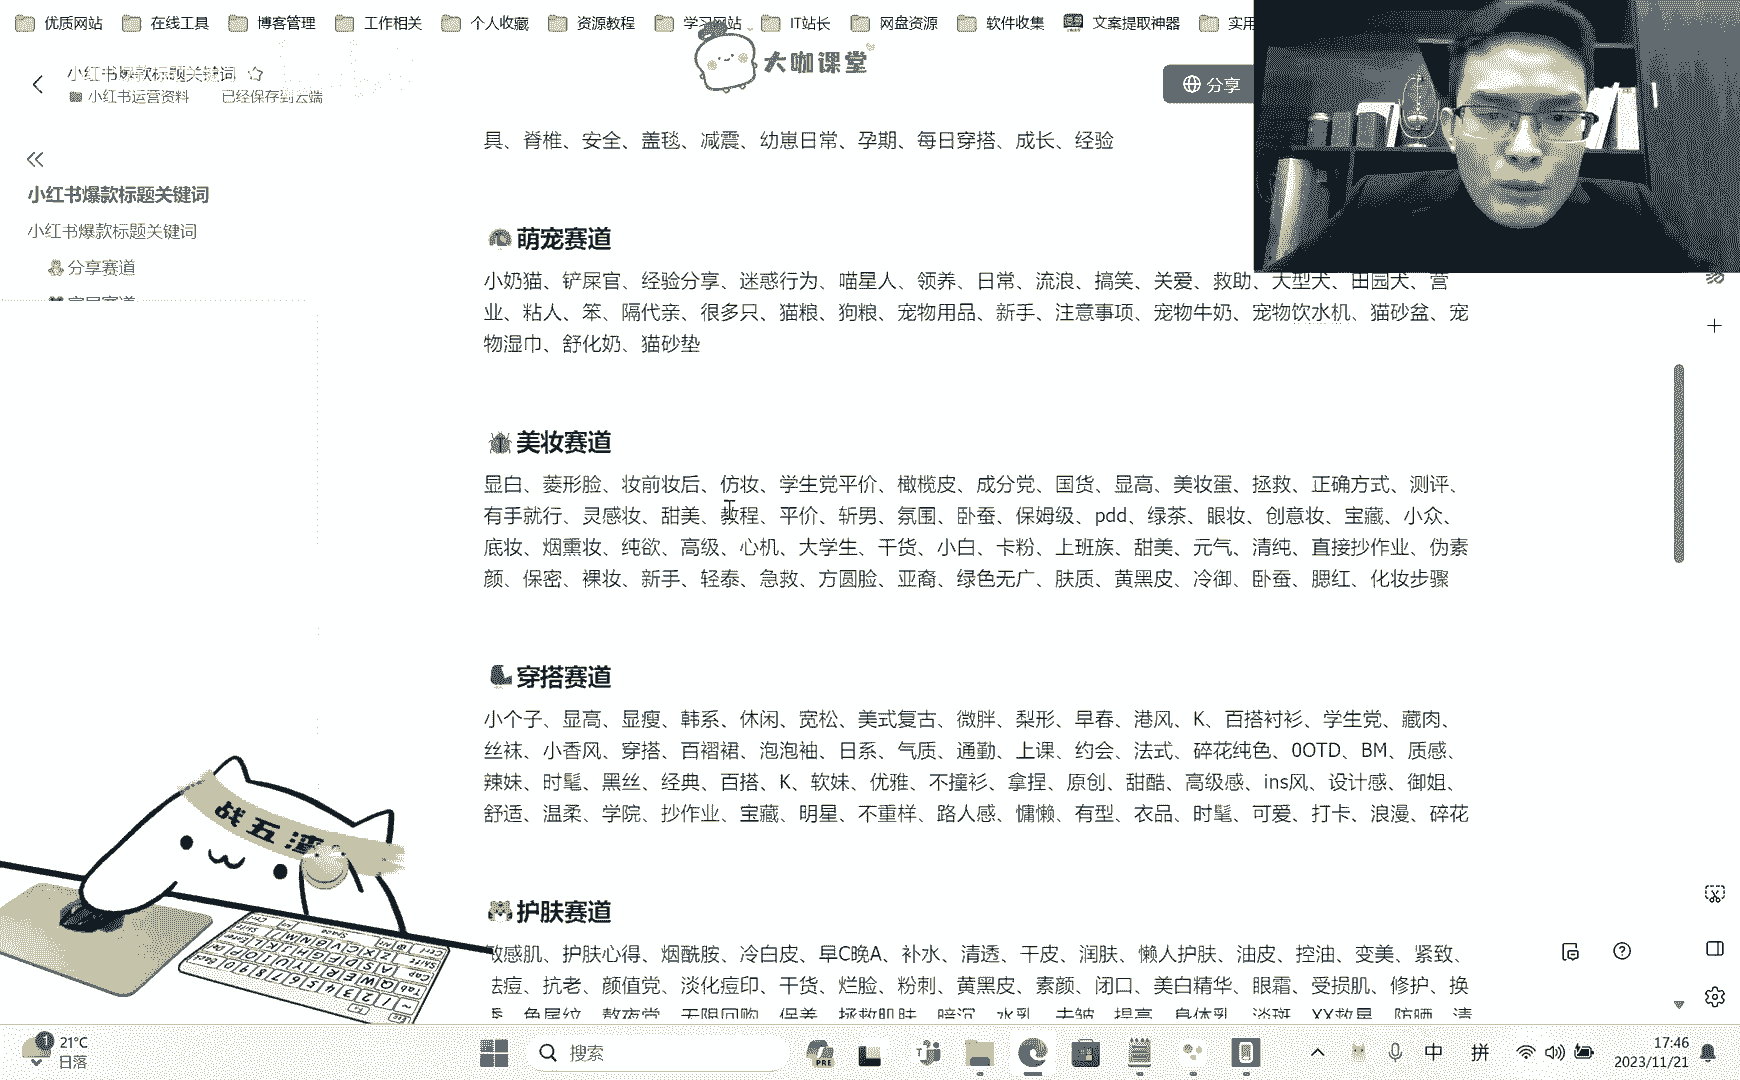 优质网站 在线工具 博客管理 工作相关 个人收藏 资源教程 学习网站 IT站长 网盘资源 软件收集 文案提取神器 实用
大咖课堂
小红书爆款标题关键词
小红书运营资料 已经保存到云端
分享
小红书爆款标题关键词
小红书爆款标题关键词
分享赛道
具、脊椎、安全、盖毯、减震、幼崽日常、孕期、每日穿搭、成长、经验
萌宠赛道
小奶猫、铲屎官、经验分享、迷惑行为、喵星人、领养、日常、流浪、搞笑、关爱、救助、大型犬、田园犬、营
业、粘人、笨、隔代亲、很多只、猫粮、狗粮、宠物用品、新手、注意事项、宠物牛奶、宠物饮水机、猫砂盆、宠
物湿巾、舒化奶、猫砂垫
美妆赛道
显白、菱形脸、妆前妆后、仿妆、学生党平价、橄榄皮、成分党、国货、显高、美妆蛋、拯救、正确方式、测评、
有手就行、灵感妆、甜美、教程、平价、斩男、氛围、卧蚕、保姆级、pdd、绿茶、眼妆、创意妆、宝藏、小众、
底妆、烟熏妆、纯欲、高级、心机、大学生、干货、小白、卡粉、上班族、甜美、元气、清纯、直接抄作业、伪素
颜、保密、裸妆、新手、轻泰、急救、方圆脸、亚裔、绿色无广、肤质、黄黑皮、冷御、卧蚕、腮红、化妆步骤
穿搭赛道
小个子、显高、显瘦、韩系、休闲、宽松、美式复古、微胖、梨形、早春、港风、K、百搭衬衫、学生党、藏肉、
丝袜、小香风、穿搭、百褶裙、泡泡袖、日系、气质、通勤、上课、约会、法式、碎花纯色、0OTD、BM、质感、
辣妹、时髦、黑丝、经典、百搭、K、软妹、优雅、不撞衫、拿捏、原创、甜酷、高级感、ins风、设计感、御姐、
舒适、温柔、学院、抄作业、宝藏、明星、不重样、路人感、慵懒、有型、衣品、时髦、可爱、打卡、浪漫、碎花
护肤赛道
敏感肌、护肤心得、烟酰胺、冷白皮、早C晚A、补水、清透、干皮、润肤、懒人护肤、油皮、控油、变美、紧致、
祛痘、抗老、颜值党、淡化痘印、干货、烂脸、粉刺、黄黑皮、素颜、闭口、美白精华、眼霜、受损肌、修护、换
战五渣
1
21°C
日落
搜索
PRE
中
拼
17:46
2023/11/21